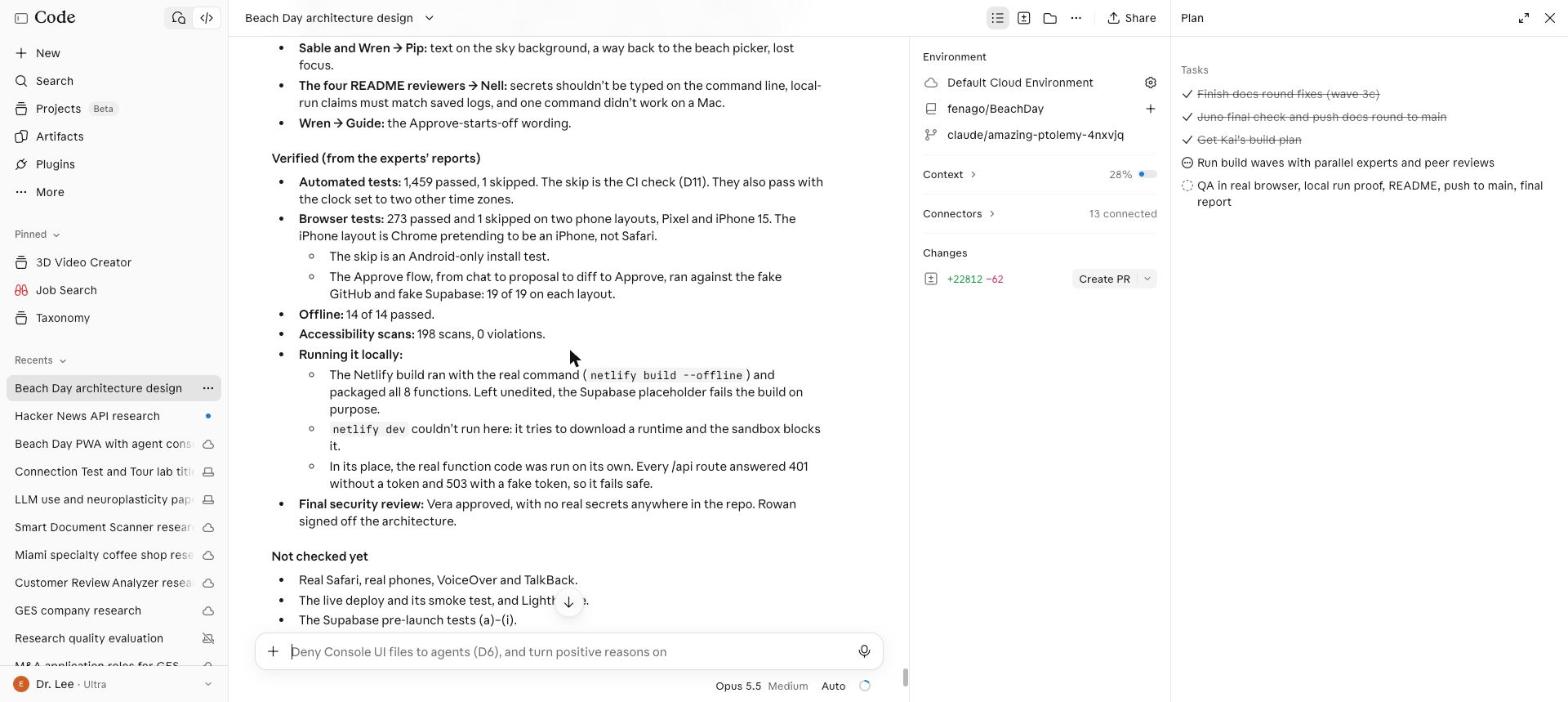 Code
New
Search
Projects Beta
Artifacts
Plugins
More
Pinned
3D Video Creator
Job Search
Taxonomy
Recents
Beach Day architecture design
Hacker News API research
Beach Day PWA with agent cons
Connection Test and Tour lab title
LLM use and neuroplasticity pap
Smart Document Scanner resear
Miami specialty coffee shop rese
Customer Review Analyzer resea
GES company research
Research quality evaluation
M&A application roles for GES
E Dr. Lee · Ultra
Beach Day architecture design
Share
• Sable and Wren → Pip: text on the sky background, a way back to the beach picker, lost
focus.
• The four README reviewers → Nell: secrets shouldn't be typed on the command line, local-
run claims must match saved logs, and one command didn't work on a Mac.
• Wren → Guide: the Approve-starts-off wording.
Verified (from the experts' reports)
• Automated tests: 1,459 passed, 1 skipped. The skip is the CI check (D11). They also pass with
the clock set to two other time zones.
• Browser tests: 273 passed and 1 skipped on two phone layouts, Pixel and iPhone 15. The
iPhone layout is Chrome pretending to be an iPhone, not Safari.
○ The skip is an Android-only install test.
○ The Approve flow, from chat to proposal to diff to Approve, ran against the fake
GitHub and fake Supabase: 19 of 19 on each layout.
• Offline: 14 of 14 passed.
• Accessibility scans: 198 scans, 0 violations.
• Running it locally:
○ The Netlify build ran with the real command ( netlify build --offline ) and
packaged all 8 functions. Left unedited, the Supabase placeholder fails the build on
purpose.
○ netlify dev couldn't run here: it tries to download a runtime and the sandbox blocks
it.
○ In its place, the real function code was run on its own. Every /api route answered 401
without a token and 503 with a fake token, so it fails safe.
• Final security review: Vera approved, with no real secrets anywhere in the repo. Rowan
signed off the architecture.
Not checked yet
• Real Safari, real phones, VoiceOver and TalkBack.
• The live deploy and its smoke test, and Lighth e.
• The Supabase pre-launch tests (a)–(i).
Deny Console UI files to agents (D6), and turn positive reasons on
Opus 5.5 Medium Auto
Environment
Default Cloud Environment
fenago/BeachDay
claude/amazing-ptolemy-4nxvjq
Context 28%
Connectors 13 connected
Changes
+22812 −62 Create PR
Plan
Tasks
Finish docs round fixes (wave 3c)
Juno final check and push docs round to main
Get Kai's build plan
Run build waves with parallel experts and peer reviews
QA in real browser, local run proof, README, push to main, final
report